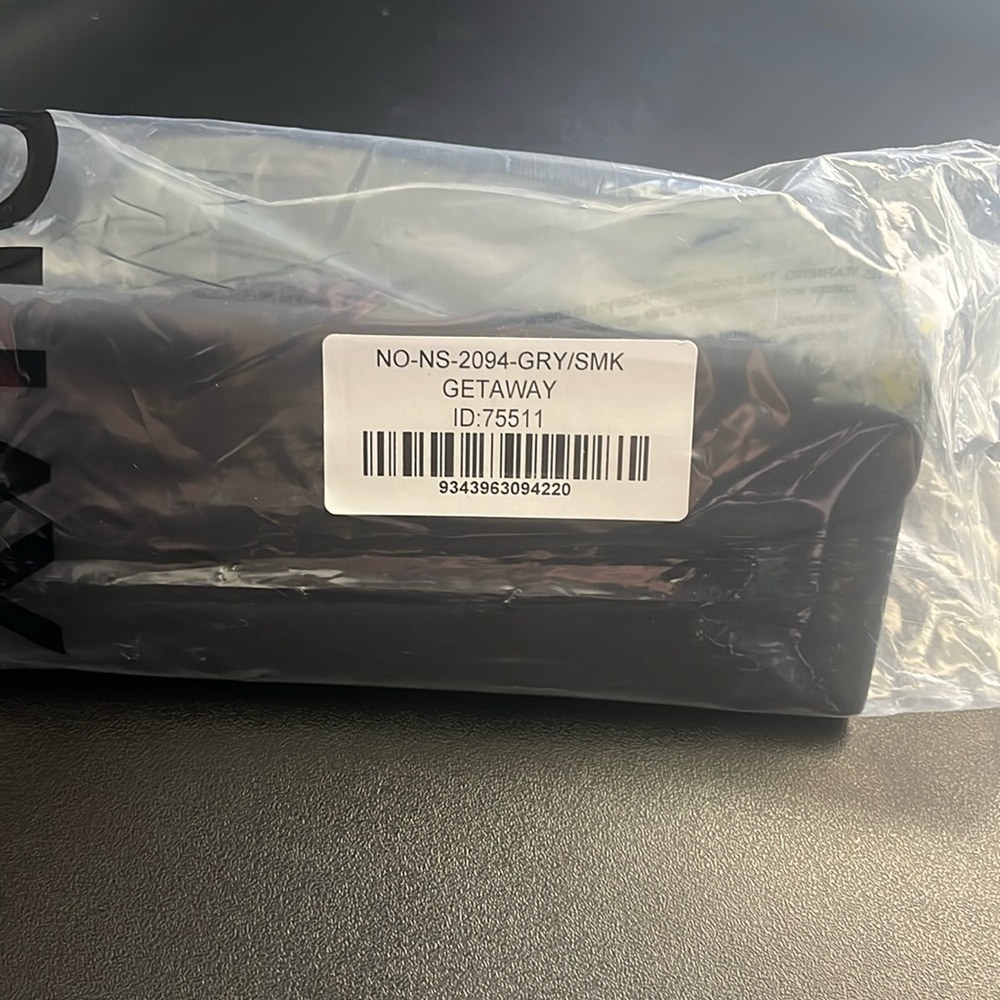 NO-NS-2094-GRY/SMK
GETAWAY
ID:75511
9343963094220